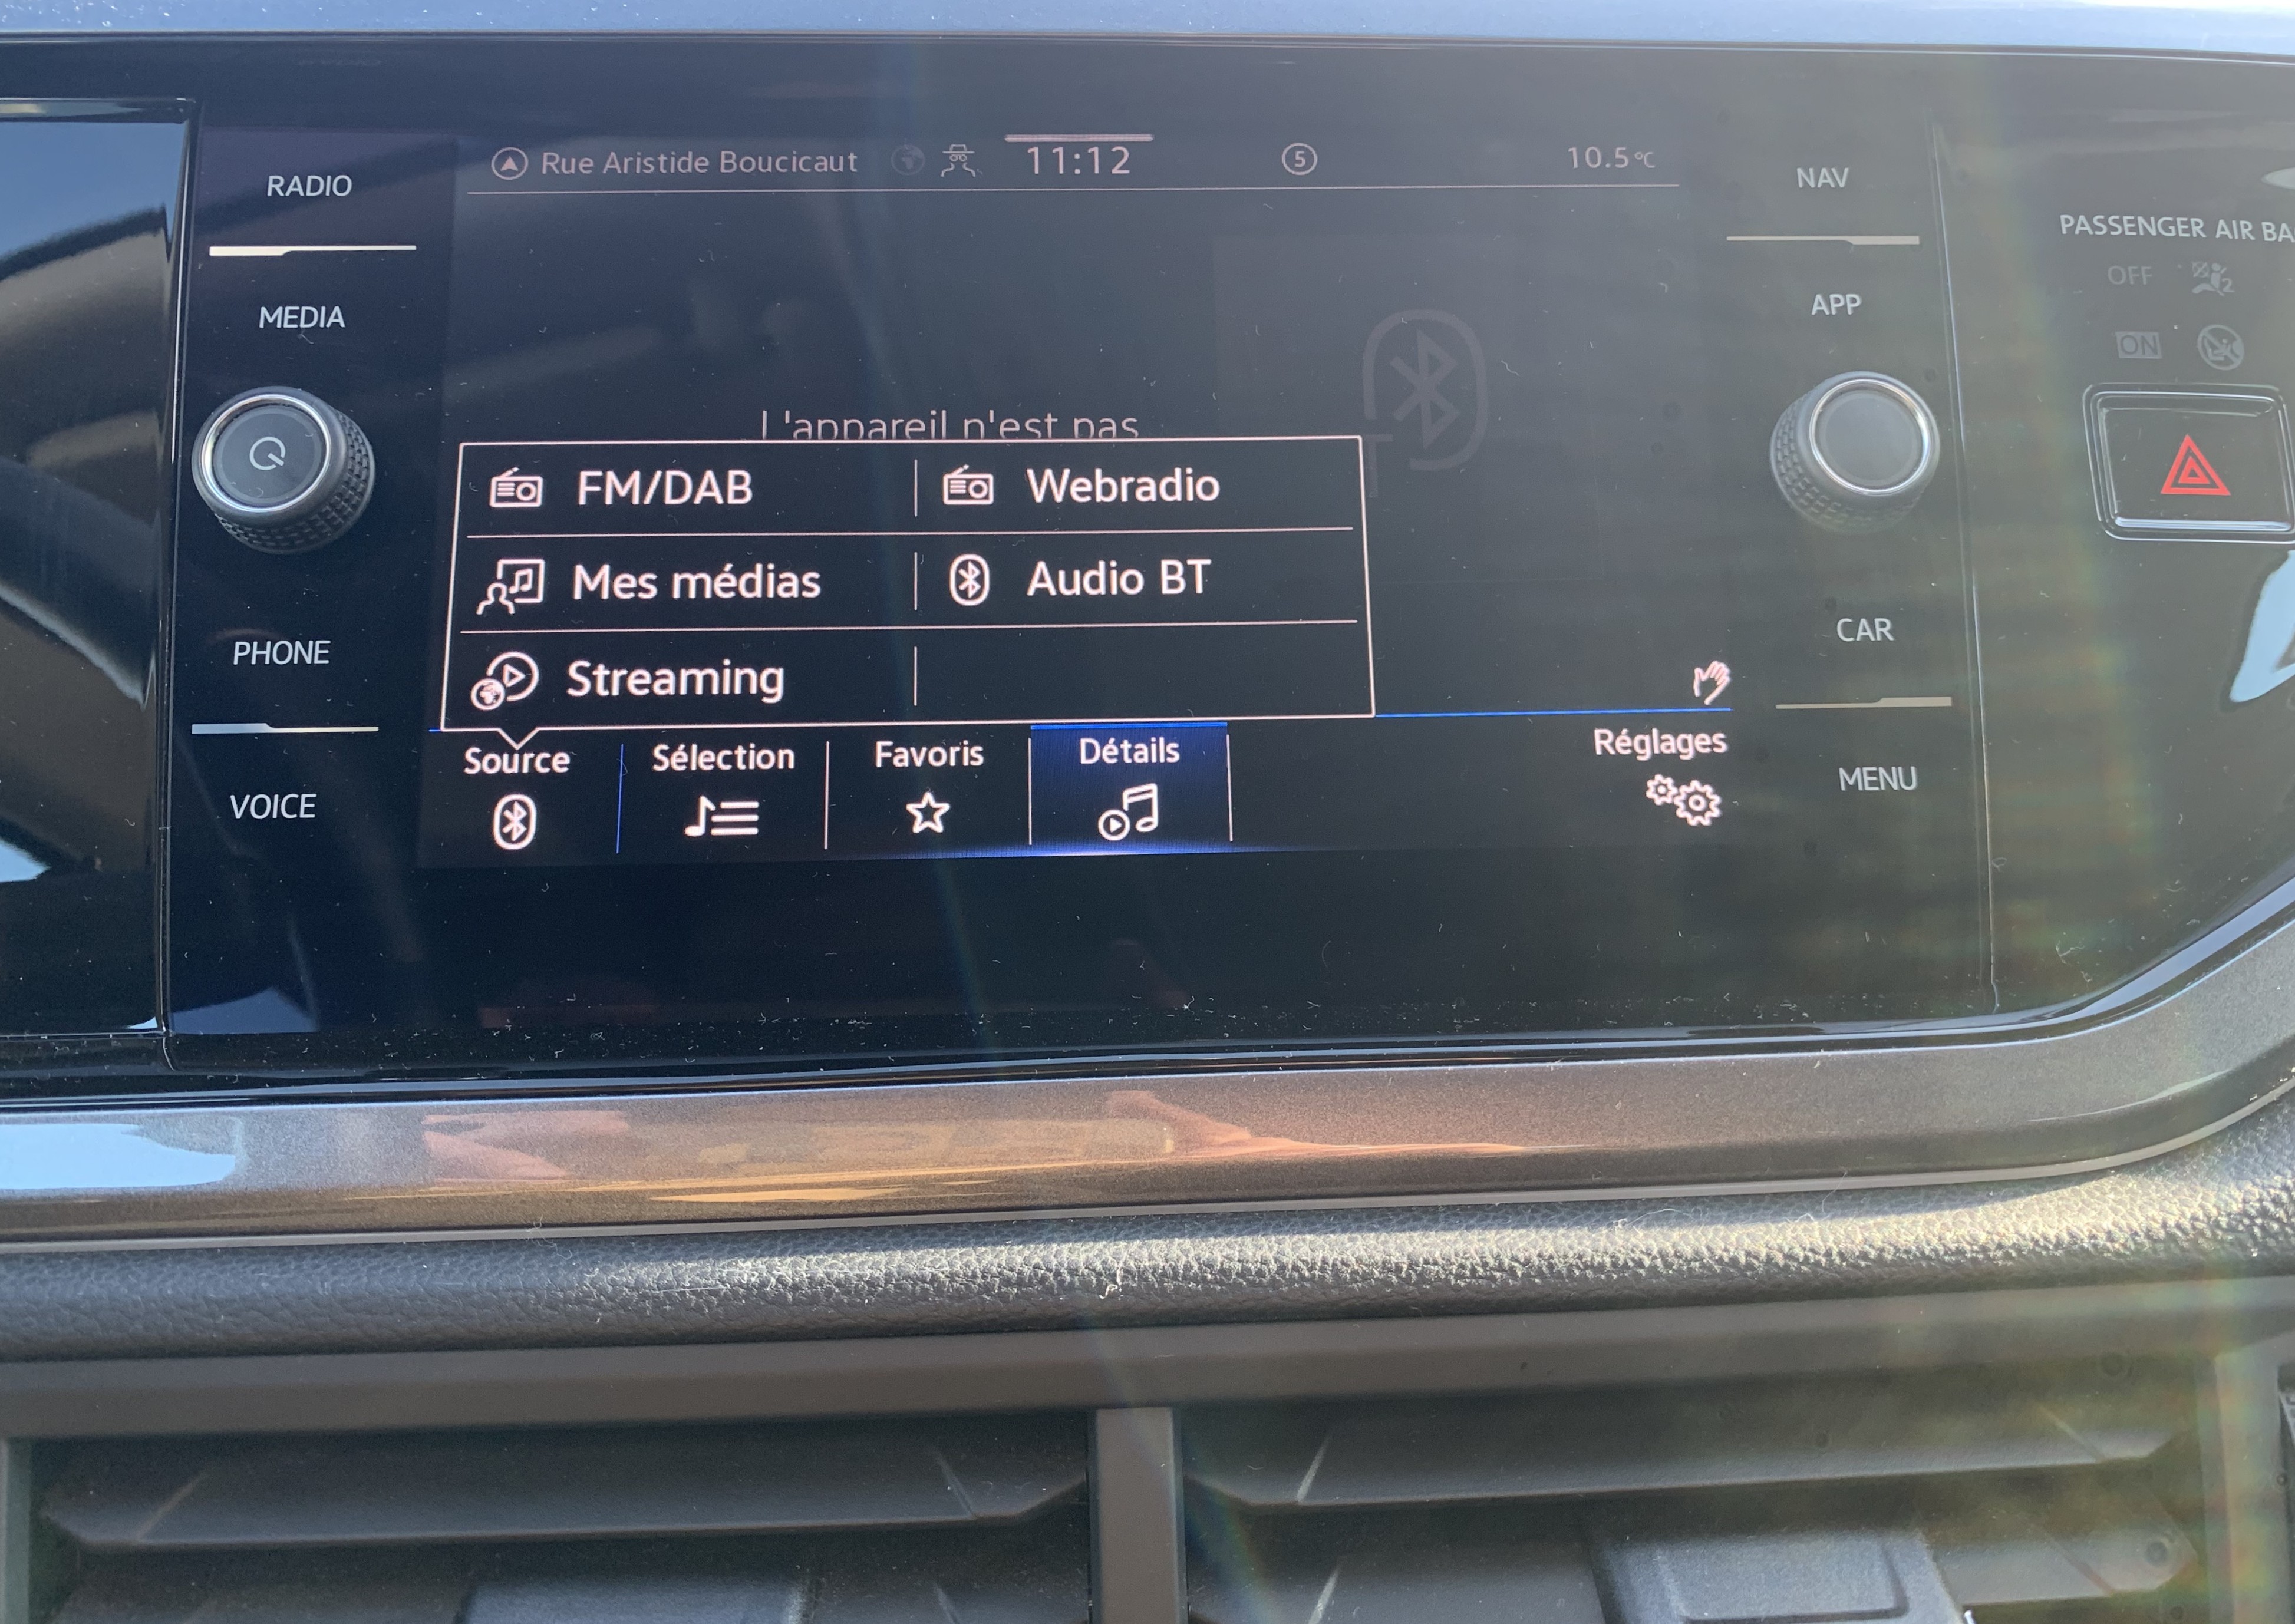 Rue Aristide Boucicaut 11:12 5 10.5°C
RADIO
MEDIA
PHONE
VOICE
L'appareil n'est pas
FM/DAB
Webradio
Mes médias
Audio BT
Streaming
Source
Sélection
Favoris
Détails
Réglages
NAV
APP
CAR
MENU
PASSENGER AIR BA
OFF
2
ON